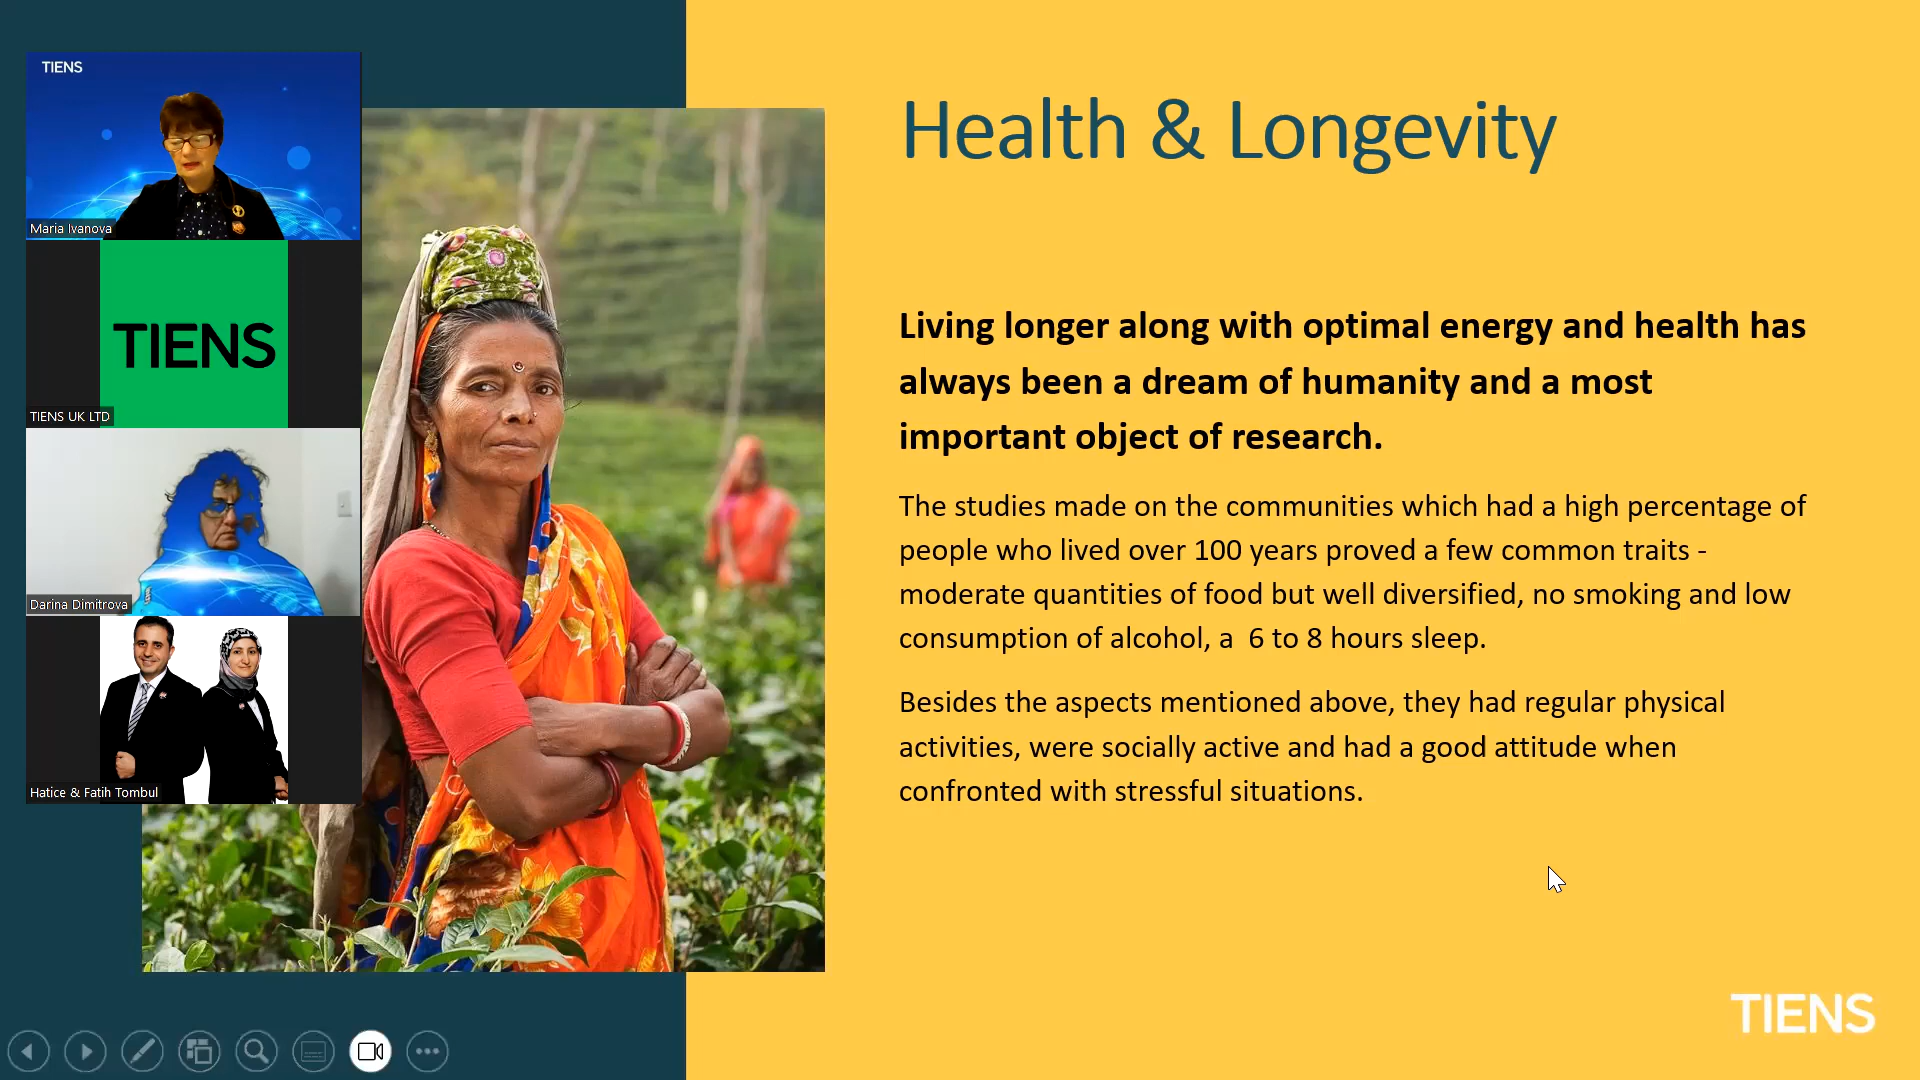 TIENS
Maria Ivanova
TIENS
TIENS UK LTD
Darina Dimitrova
Hatice & Fatih Tombul
Health & Longevity
Living longer along with optimal energy and health has
always been a dream of humanity and a most
important object of research.
The studies made on the communities which had a high percentage of
people who lived over 100 years proved a few common traits -
moderate quantities of food but well diversified, no smoking and low
consumption of alcohol, a  6 to 8 hours sleep.
Besides the aspects mentioned above, they had regular physical
activities, were socially active and had a good attitude when
confronted with stressful situations.
TIENS